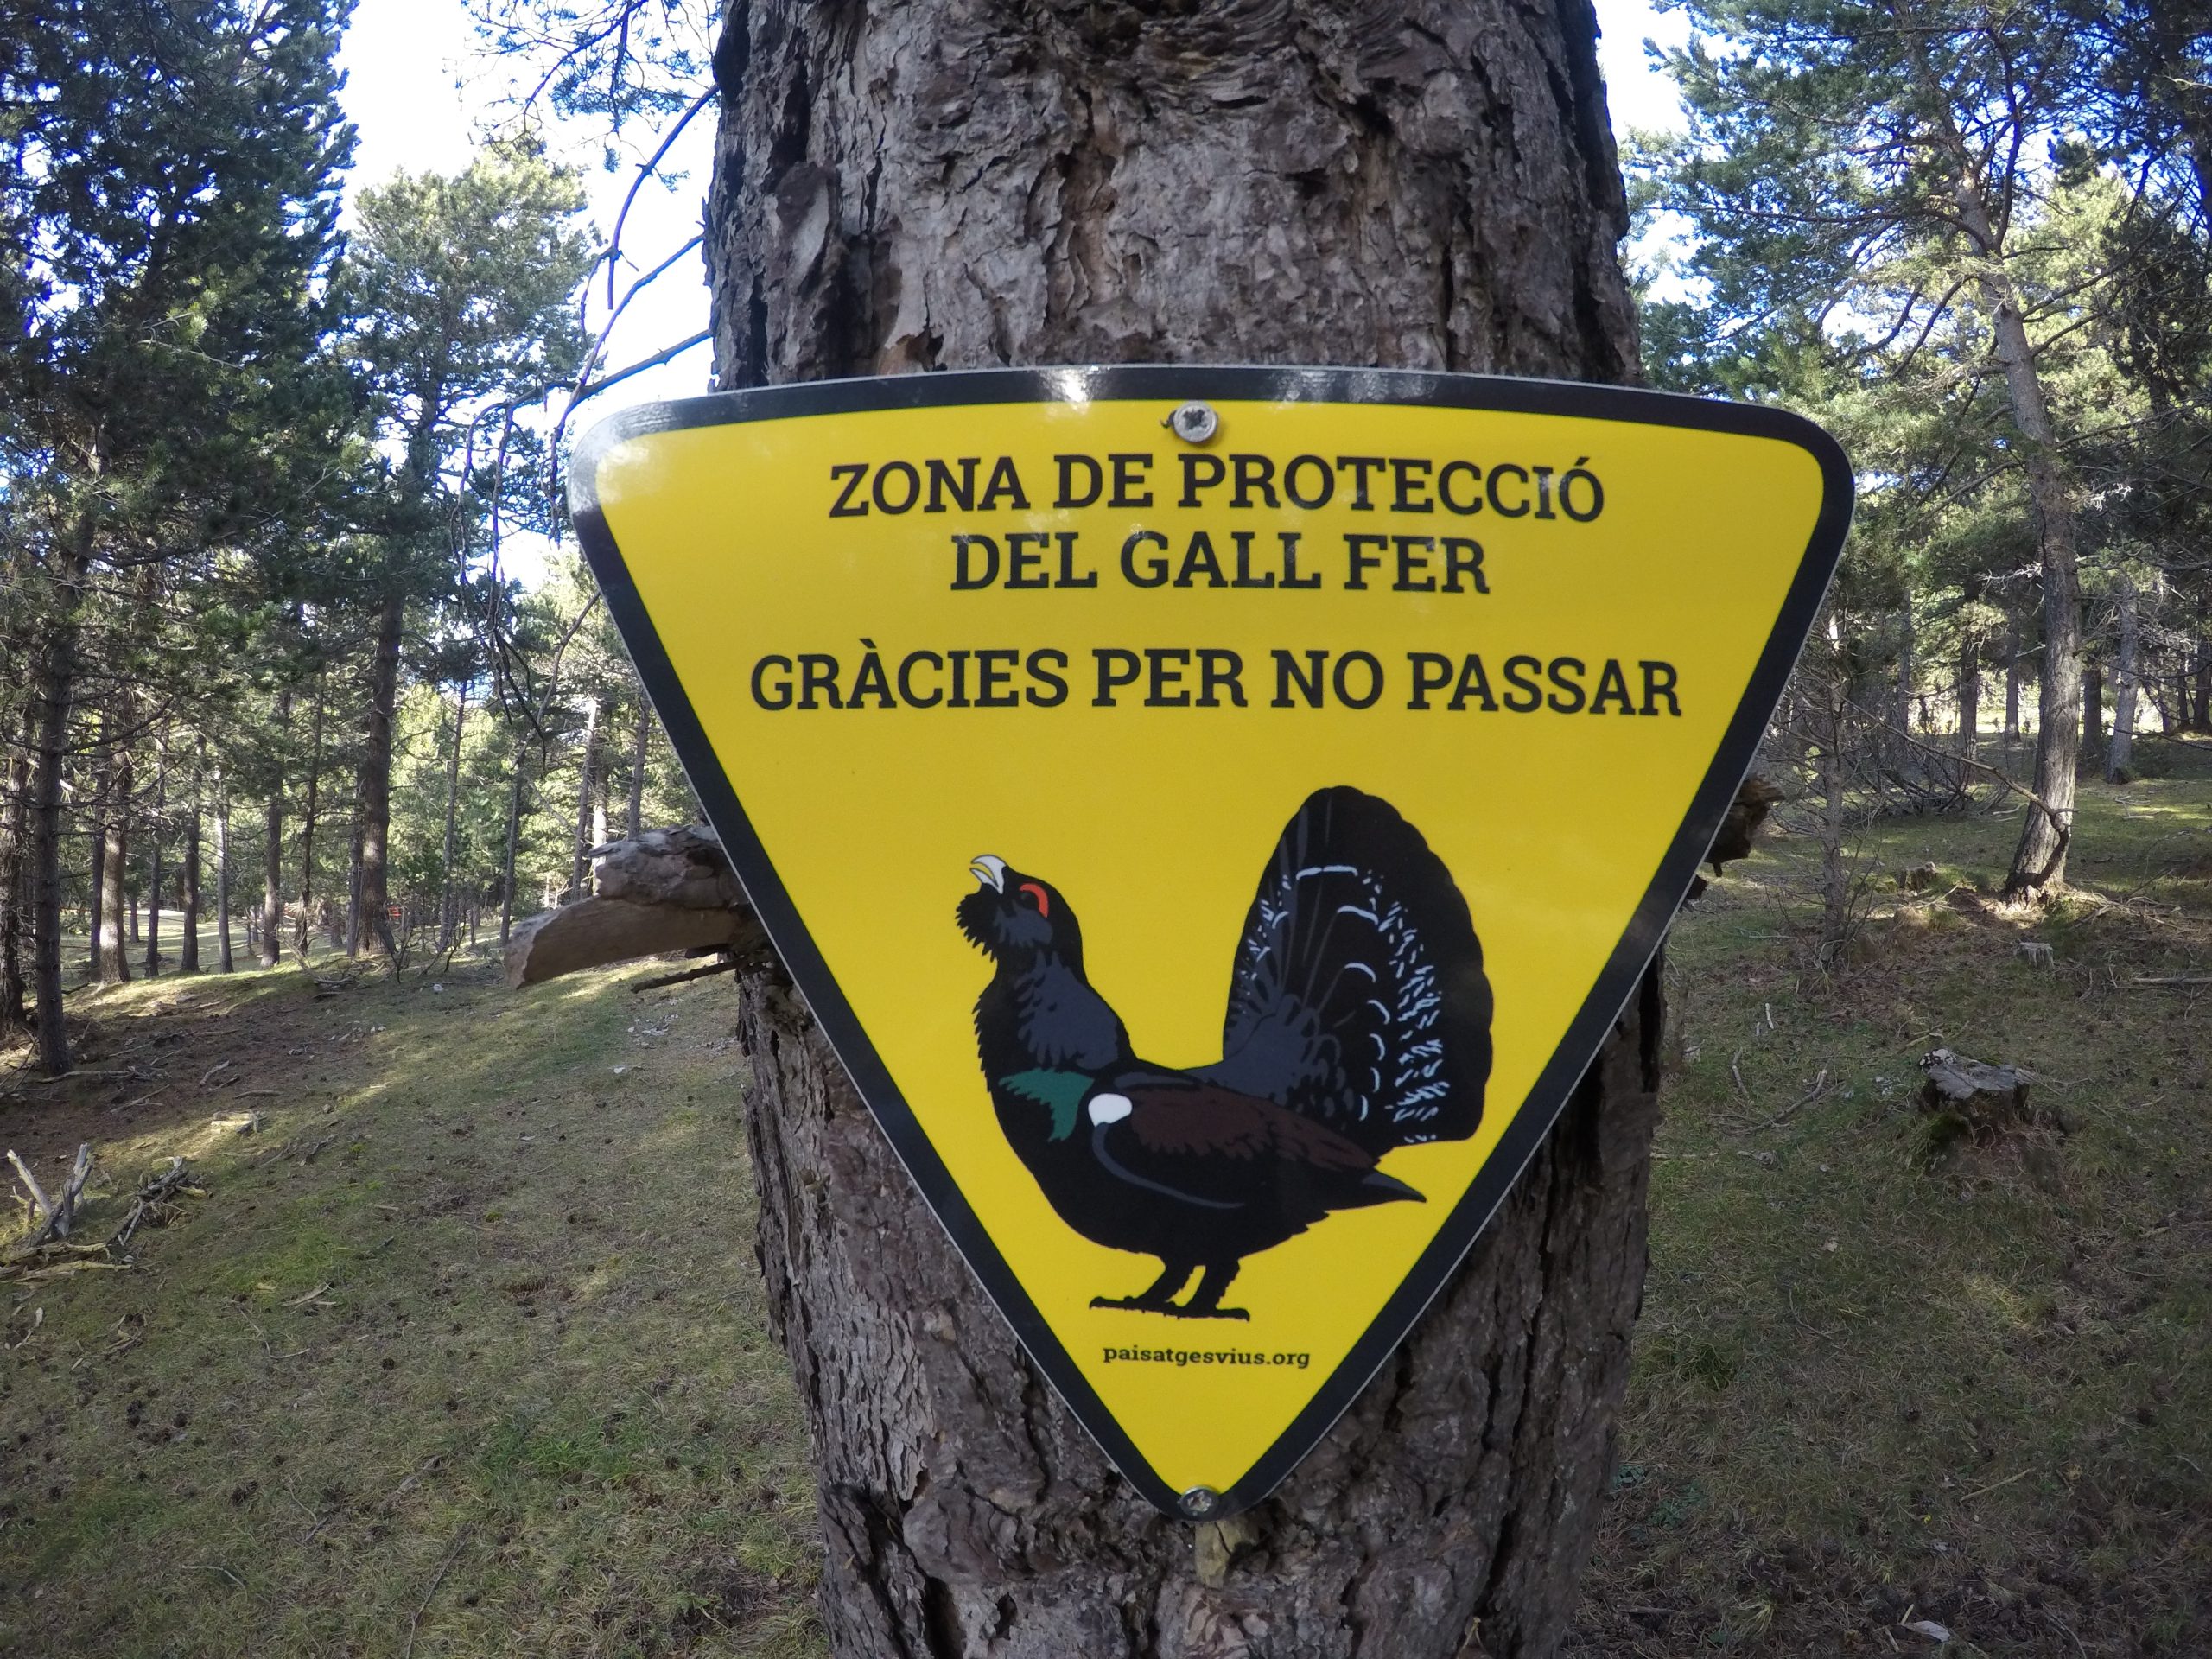 ZONA DE PROTECCIÓ
DEL GALL FER
GRÀCIES PER NO PASSAR
paisatgesvius.org